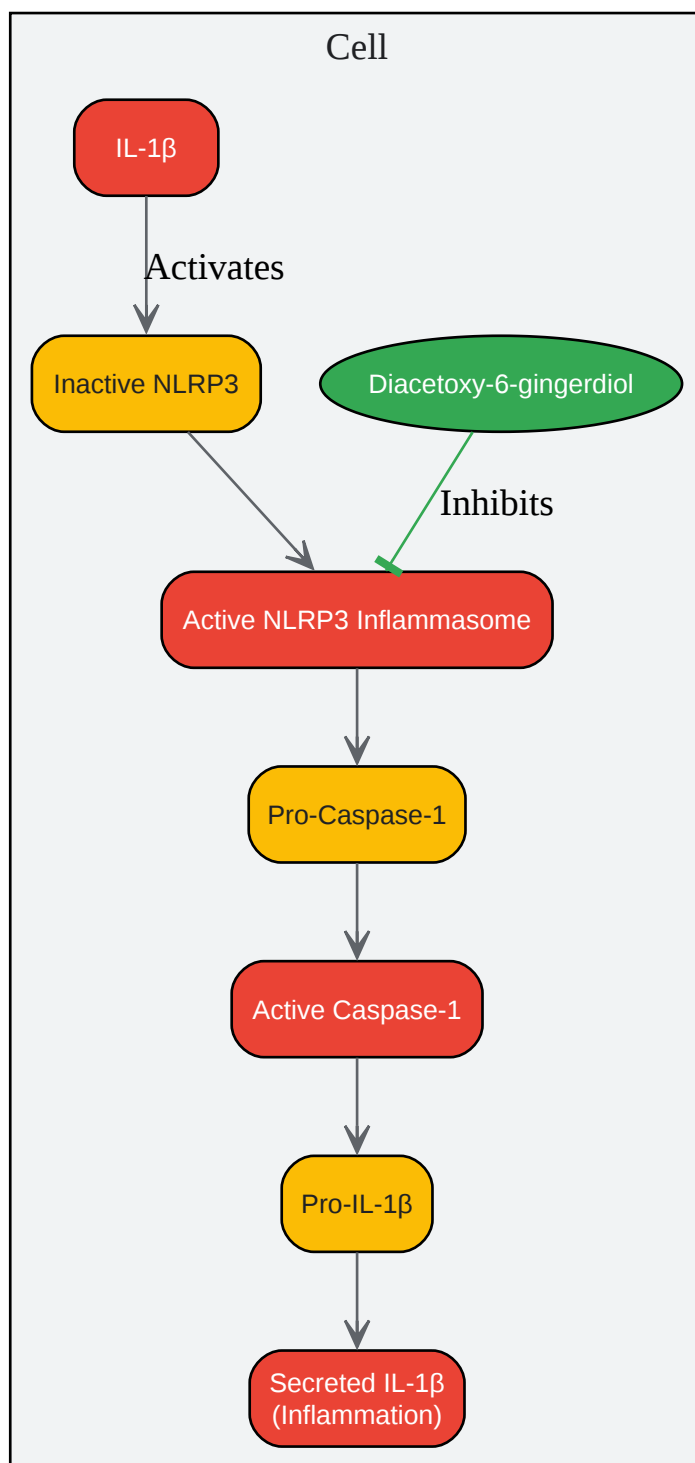 Cell
IL-1β
Activates
Inactive NLRP3
Diacetoxy-6-gingerdiol
Inhibits
Active NLRP3 Inflammasome
Pro-Caspase-1
Active Caspase-1
Pro-IL-1β
Secreted IL-1β
(Inflammation)